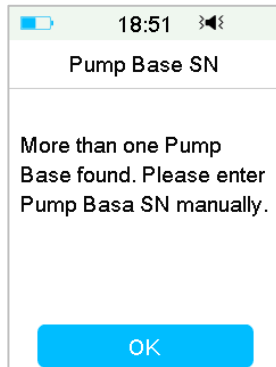 18:51
Pump Base SN
More than one Pump
Base found. Please enter
Pump Basa SN manually.
OK